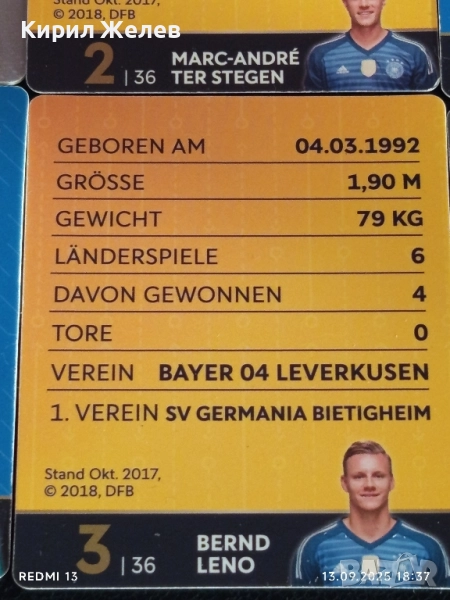 Stand Okt. 2017,
© 2018, DFB
Кирил Желев
2 | 36
MARC-ANDRÉ
TER STEGEN
GEBOREN AM 04.03.1992
GRÖSSE 1,90 M
GEWICHT 79 KG
LÄNDERSPIELE 6
DAVON GEWONNEN 4
TORE 0
VEREIN BAYER 04 LEVERKUSEN
1. VEREIN SV GERMANIA BIETIGHEIM
Stand Okt. 2017,
© 2018, DFB
3 | 36
BERND
LENO
REDMI 13
13.09.2025 18:37